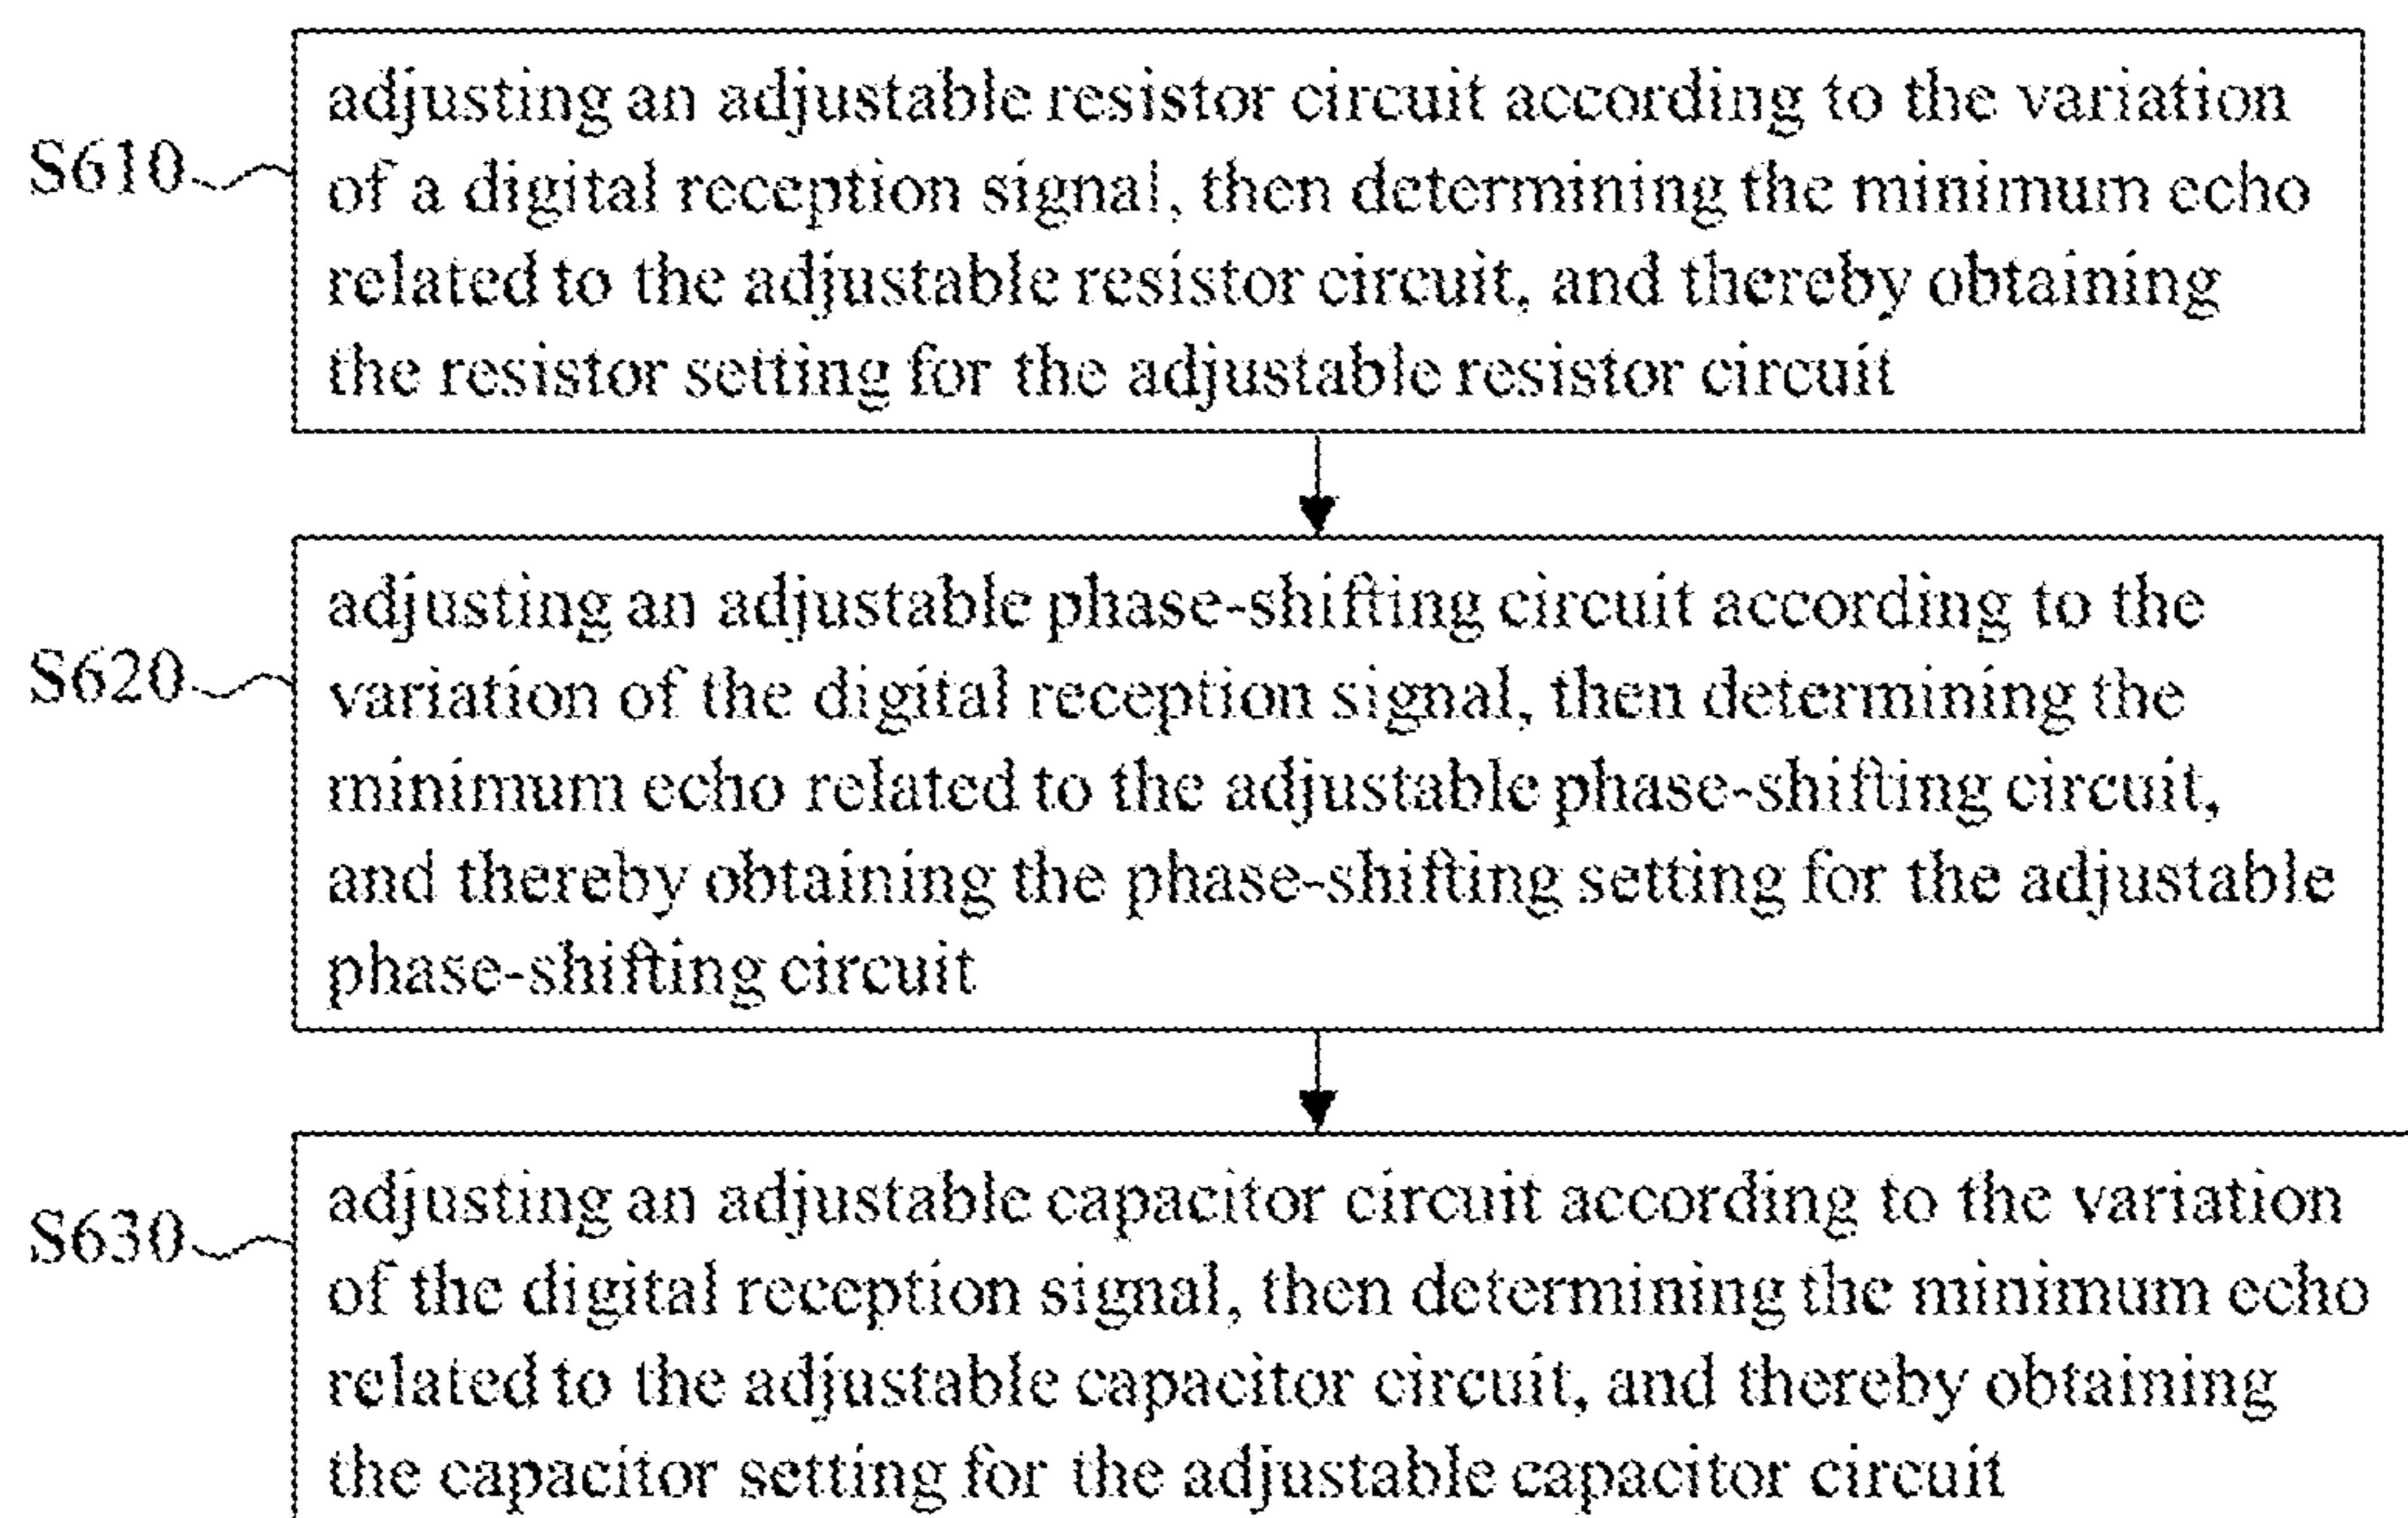 S610
adjusting an adjustable resistor circuit according to the variation
of a digital reception signal, then determining the minimum echo
related to the adjustable resistor circuit, and thereby obtaining
the resistor setting for the adjustable resistor circuit
S620
adjusting an adjustable phase-shifting circuit according to the
variation of the digital reception signal, then determining the
minimum echo related to the adjustable phase-shifting circuit,
and thereby obtaining the phase-shifting setting for the adjustable
phase-shifting circuit
S630
adjusting an adjustable capacitor circuit according to the variation
of the digital reception signal, then determining the minimum echo
related to the adjustable capacitor circuit, and thereby obtaining
the capacitor setting for the adjustable capacitor circuit